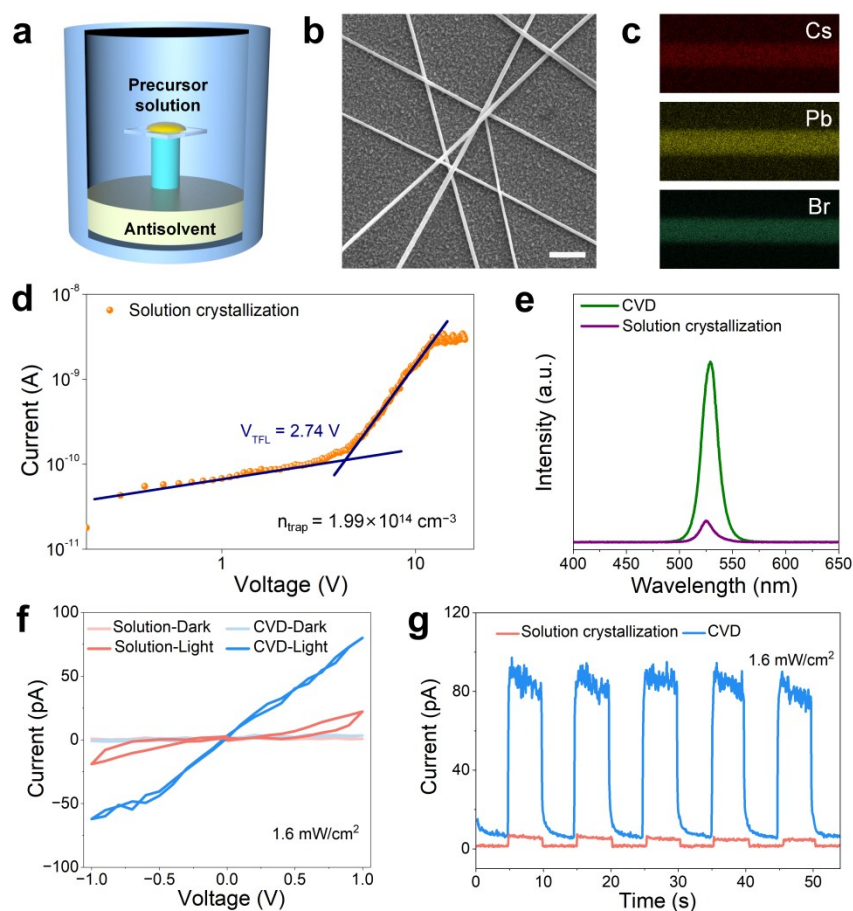 a
Precursor
solution
Antisolvent
b
c
Cs
Pb
Br
d
Solution crystallization
V_TFL = 2.74 V
n_trap = 1.99×10¹⁴ cm⁻³
Current (A)
10⁻⁸
10⁻⁹
10⁻¹⁰
10⁻¹¹
1 10
Voltage (V)
e
CVD
Solution crystallization
Intensity (a.u.)
400 450 500 550 600 650
Wavelength (nm)
f
Solution-Dark CVD-Dark
Solution-Light CVD-Light
1.6 mW/cm²
Current (pA)
100
50
0
−50
−100
−1.0 −0.5 0.0 0.5 1.0
Voltage (V)
g
Solution crystallization CVD
1.6 mW/cm²
Current (pA)
120
80
40
0
0 10 20 30 40 50
Time (s)